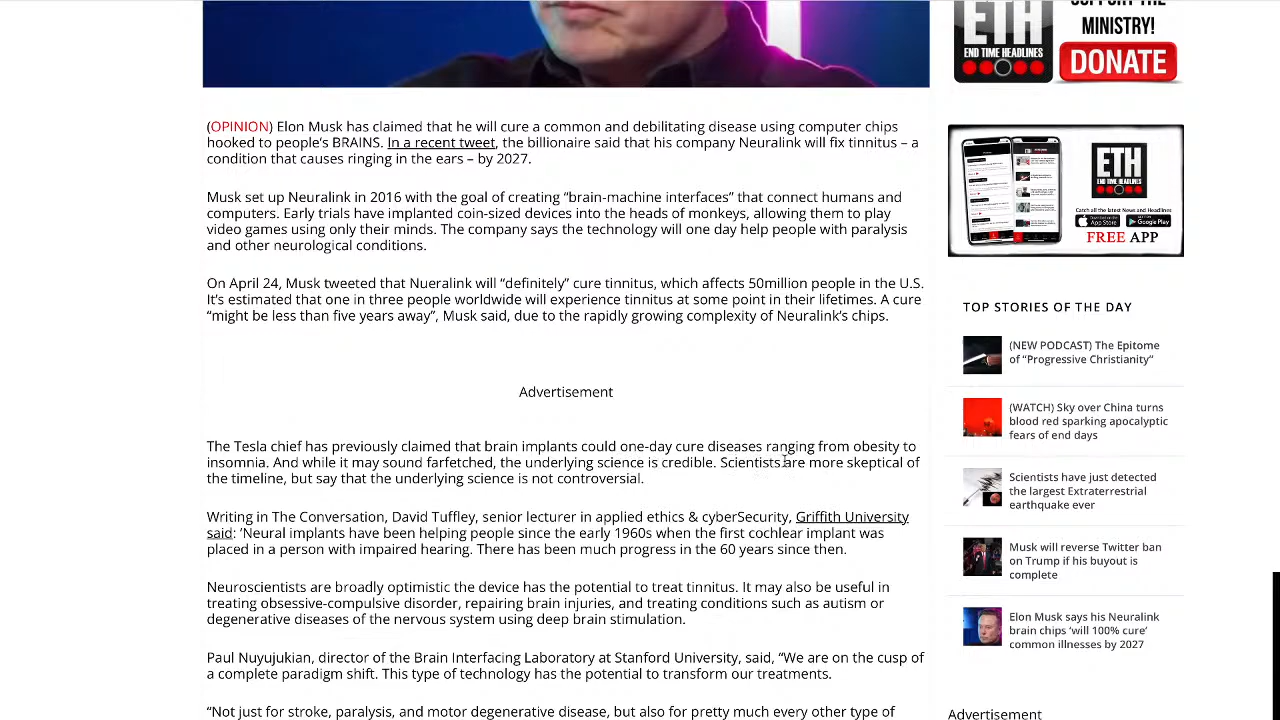 (OPINION) Elon Musk has claimed that he will cure a common and debilitating disease using computer chips
hooked to people's BRAINS. In a recent tweet, the billionaire said that his company Neuralink will fix tinnitus – a
condition that causes ringing in the ears – by 2027.
Musk set up Neuralink in 2016 with the goal of creating “brain-machine interfaces” that connect humans and
video games using only their minds. The company says the technology will one day help people with paralysis
and other neurological conditions.
On April 24, Musk tweeted that Nueralink will “definitely” cure tinnitus, which affects 50million people in the U.S.
It’s estimated that one in three people worldwide will experience tinnitus at some point in their lifetimes. A cure
“might be less than five years away”, Musk said, due to the rapidly growing complexity of Neuralink’s chips.
Advertisement
The Tesla chief has previously claimed that brain implants could one-day cure diseases ranging from obesity to
insomnia. And while it may sound farfetched, the underlying science is credible. Scientists are more skeptical of
the timeline, but say that the underlying science is not controversial.
Writing in The Conversation, David Tuffley, senior lecturer in applied ethics & cyberSecurity, Griffith University
said: ‘Neural implants have been helping people since the early 1960s when the first cochlear implant was
placed in a person with impaired hearing. There has been much progress in the 60 years since then.
Neuroscientists are broadly optimistic the device has the potential to treat tinnitus. It may also be useful in
treating obsessive-compulsive disorder, repairing brain injuries, and treating conditions such as autism or
degenerative diseases of the nervous system using deep brain stimulation.
Paul Nuyujukian, director of the Brain Interfacing Laboratory at Stanford University, said, “We are on the cusp of
a complete paradigm shift. This type of technology has the potential to transform our treatments.
“Not just for stroke, paralysis, and motor degenerative disease, but also for pretty much every other type of
SUPPORT THE
MINISTRY!
ETH
END TIME HEADLINES
DONATE
ETH
END TIME HEADLINES
Catch all the latest News and Headlines
App Store
Google Play
FREE APP
TOP STORIES OF THE DAY
(NEW PODCAST) The Epitome
of “Progressive Christianity”
(WATCH) Sky over China turns
blood red sparking apocalyptic
fears of end days
Scientists have just detected
the largest Extraterrestrial
earthquake ever
Musk will reverse Twitter ban
on Trump if his buyout is
complete
Elon Musk says his Neuralink
brain chips ‘will 100% cure’
common illnesses by 2027
Advertisement